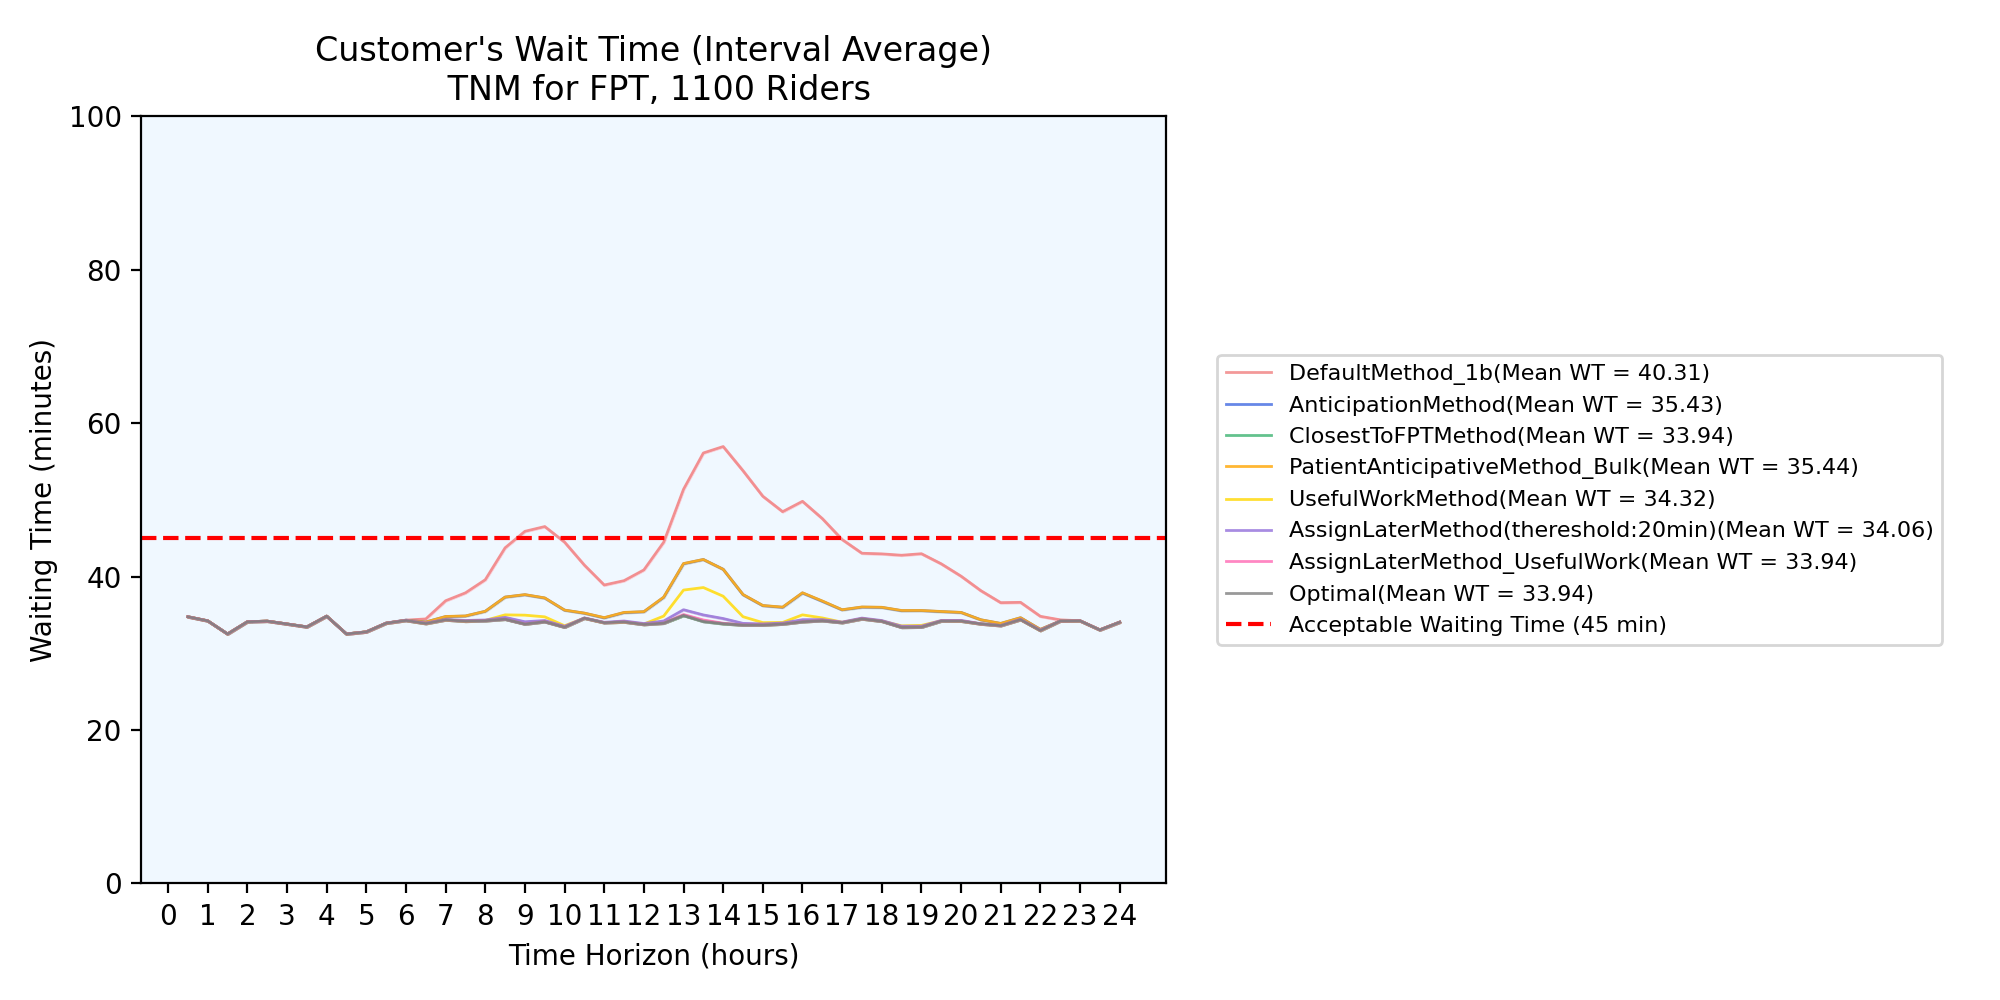 Customer's Wait Time (Interval Average)
TNM for FPT, 1100 Riders
100
80
60
40
20
0
Waiting Time (minutes)
0 1 2 3 4 5 6 7 8 9 10 11 12 13 14 15 16 17 18 19 20 21 22 23 24
Time Horizon (hours)
DefaultMethod_1b(Mean WT = 40.31)
AnticipationMethod(Mean WT = 35.43)
ClosestToFPTMethod(Mean WT = 33.94)
PatientAnticipativeMethod_Bulk(Mean WT = 35.44)
UsefulWorkMethod(Mean WT = 34.32)
AssignLaterMethod(thereshold:20min)(Mean WT = 34.06)
AssignLaterMethod_UsefulWork(Mean WT = 33.94)
Optimal(Mean WT = 33.94)
Acceptable Waiting Time (45 min)